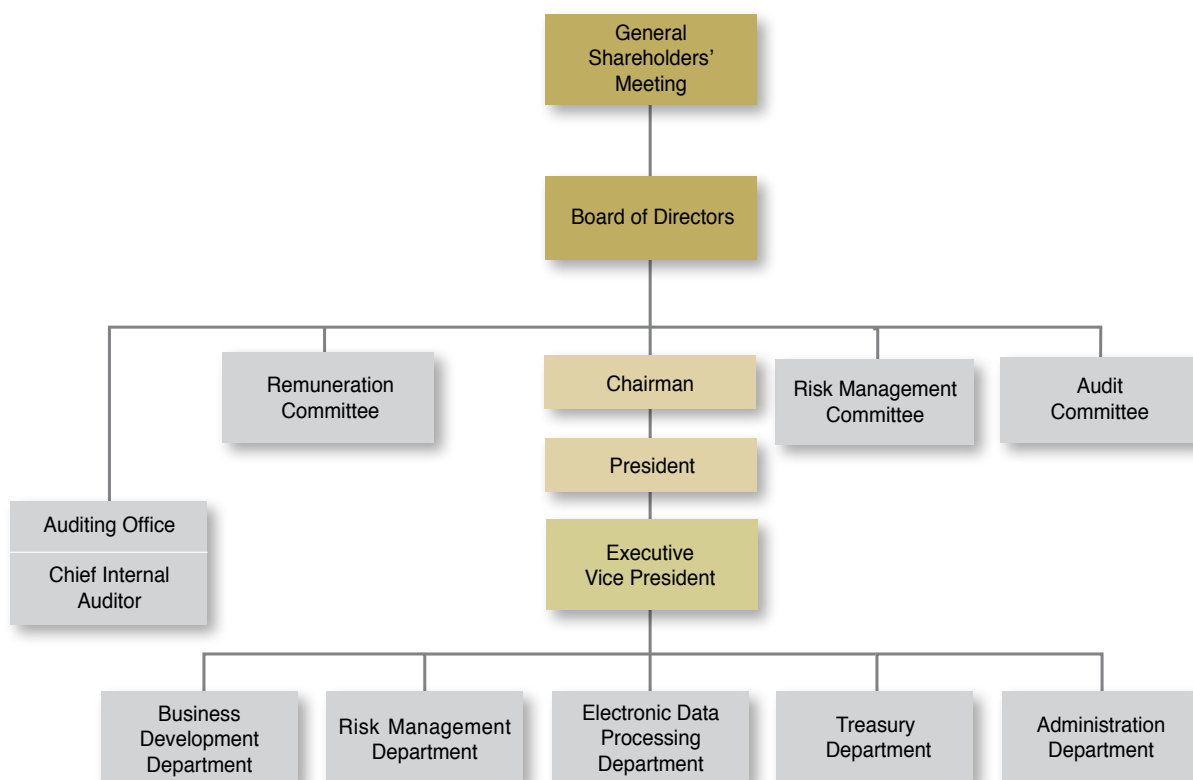 General
Shareholders’
Meeting
Board of Directors
Remuneration
Committee
Chairman
Risk Management
Committee
Audit
Committee
President
Auditing Office
Chief Internal
Auditor
Executive
Vice President
Business
Development
Department
Risk Management
Department
Electronic Data
Processing
Department
Treasury
Department
Administration
Department